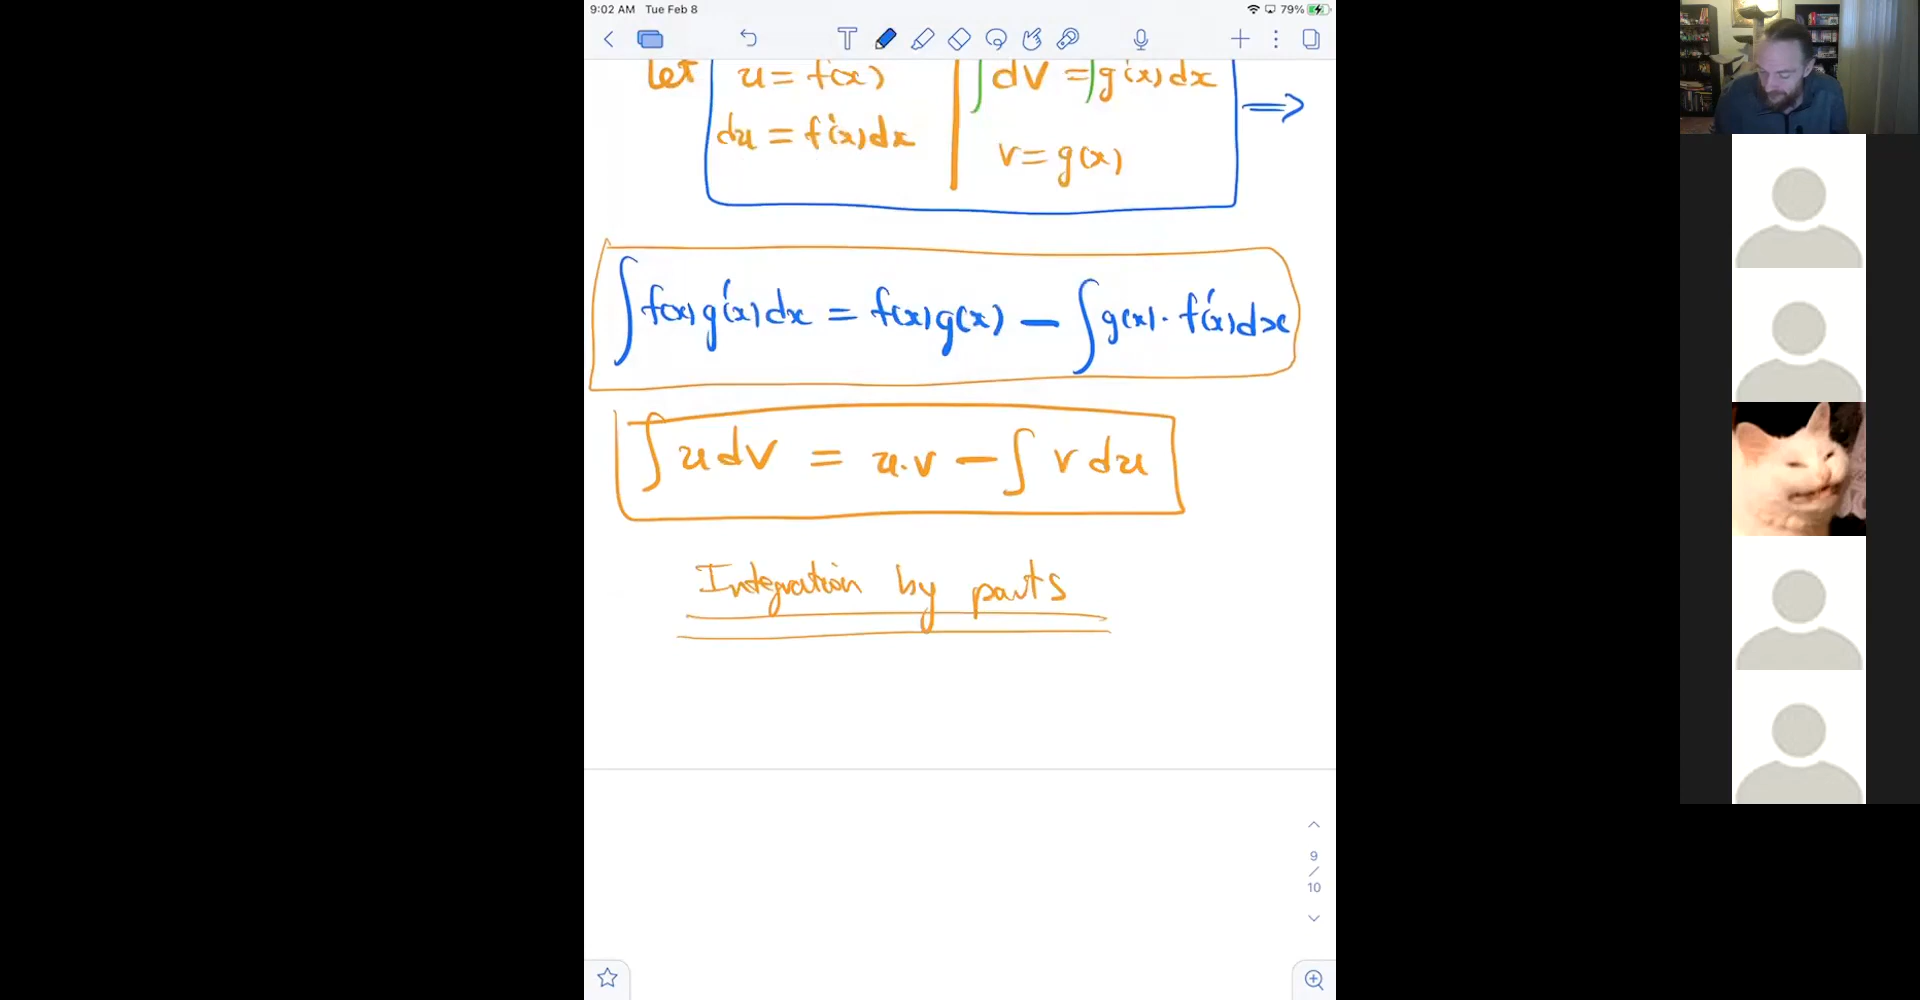 9:02 AM Tue Feb 8
79%
let u = f(x) ∫dv = ∫g'(x)dx ⟹
du = f'(x)dx
v = g(x)
∫f(x)g'(x)dx = f(x)g(x) − ∫g(x)·f'(x)dx
∫u dv = u.v − ∫v du
Integration by parts
9
/
10